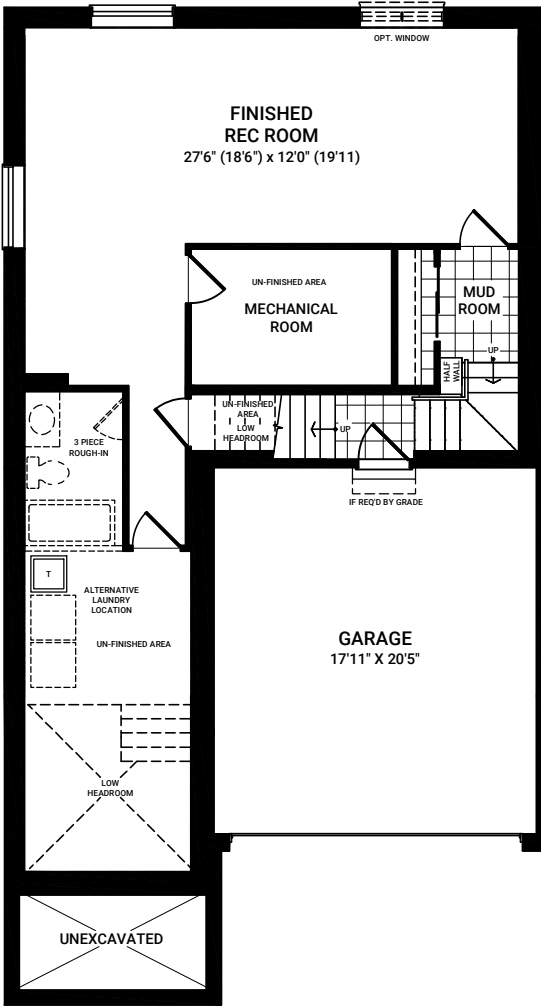 OPT. WINDOW
FINISHED
REC ROOM
27'6" (18'6") x 12'0" (19'11)
UN-FINISHED AREA
MECHANICAL
ROOM
MUD
ROOM
UP
HALF
WALL
UN-FINISHED
AREA
LOW
HEADROOM
UP
3 PIECE
ROUGH-IN
IF REQ'D BY GRADE
T
ALTERNATIVE
LAUNDRY
LOCATION
UN-FINISHED AREA
GARAGE
17'11" X 20'5"
LOW
HEADROOM
UNEXCAVATED